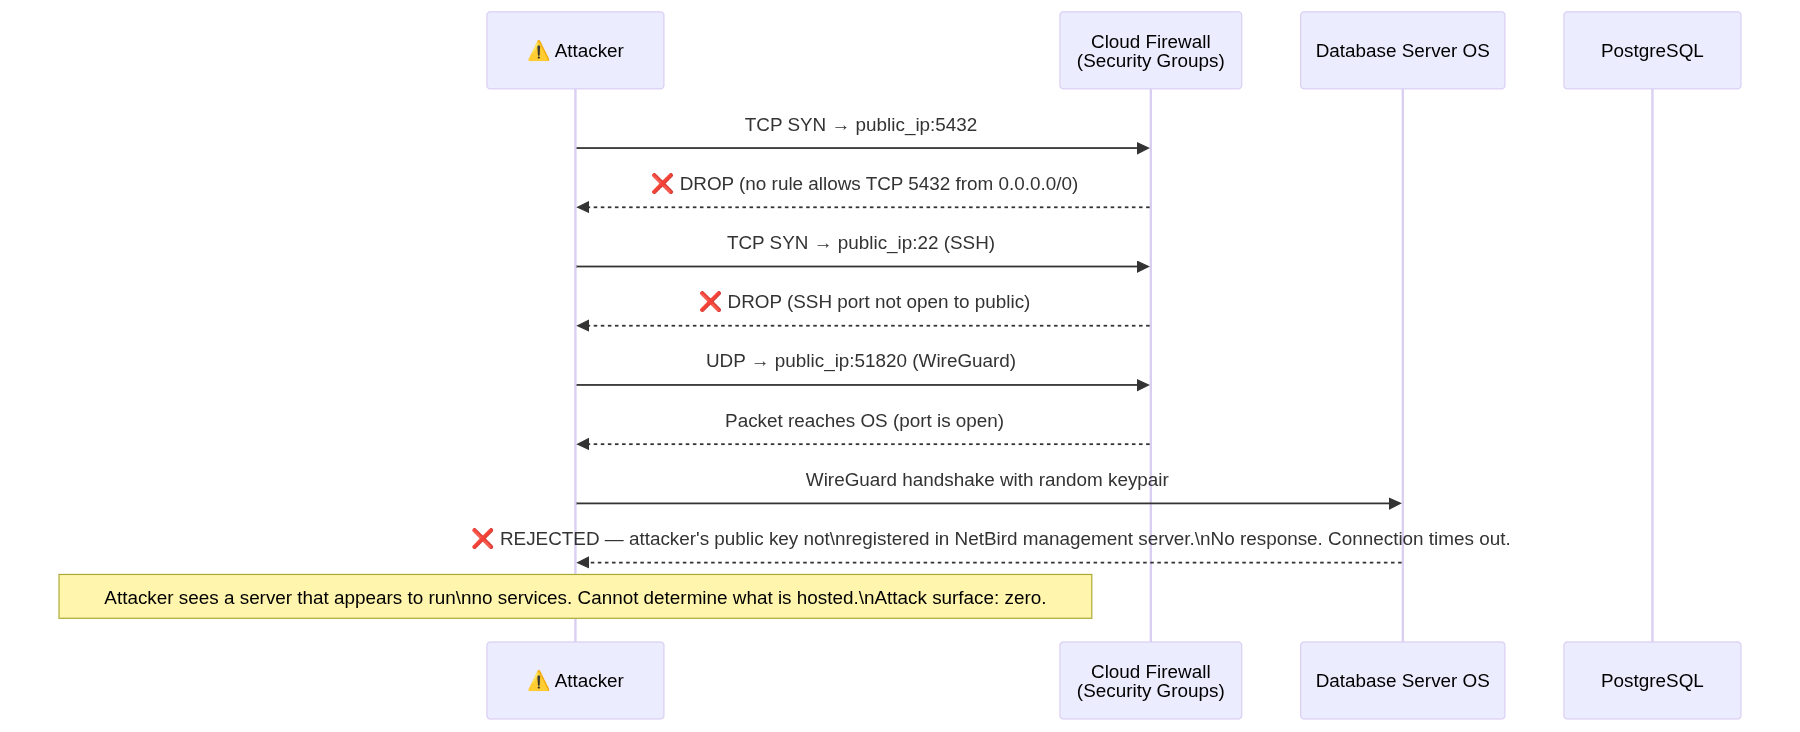 ⚠️ Attacker
Cloud Firewall
(Security Groups)
Database Server OS
PostgreSQL
TCP SYN → public_ip:5432
❌ DROP (no rule allows TCP 5432 from 0.0.0.0/0)
TCP SYN → public_ip:22 (SSH)
❌ DROP (SSH port not open to public)
UDP → public_ip:51820 (WireGuard)
Packet reaches OS (port is open)
WireGuard handshake with random keypair
❌ REJECTED — attacker's public key not\nregistered in NetBird management server.\nNo response. Connection times out.
Attacker sees a server that appears to run\nno services. Cannot determine what is hosted.\nAttack surface: zero.
⚠️ Attacker
Cloud Firewall
(Security Groups)
Database Server OS
PostgreSQL